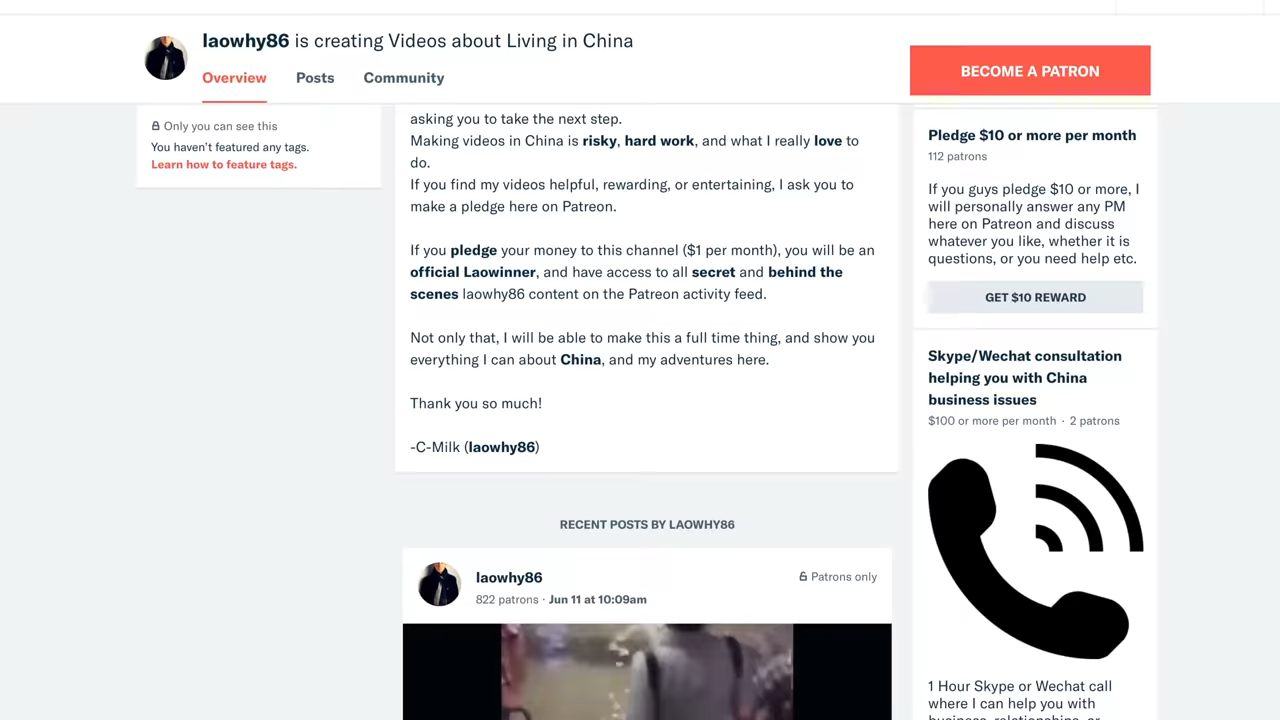 laowhy86 is creating Videos about Living in China
Overview
Posts
Community
BECOME A PATRON
Only you can see this
You haven't featured any tags.
Learn how to feature tags.
asking you to take the next step.
Making videos in China is risky, hard work, and what I really love to
do.
If you find my videos helpful, rewarding, or entertaining, I ask you to
make a pledge here on Patreon.
If you pledge your money to this channel ($1 per month), you will be an
official Laowinner, and have access to all secret and behind the
scenes laowhy86 content on the Patreon activity feed.
Not only that, I will be able to make this a full time thing, and show you
everything I can about China, and my adventures here.
Thank you so much!
-C-Milk (laowhy86)
RECENT POSTS BY LAOWHY86
laowhy86
822 patrons · Jun 11 at 10:09am
Patrons only
Pledge $10 or more per month
112 patrons
If you guys pledge $10 or more, I
will personally answer any PM
here on Patreon and discuss
whatever you like, whether it is
questions, or you need help etc.
GET $10 REWARD
Skype/Wechat consultation
helping you with China
business issues
$100 or more per month · 2 patrons
1 Hour Skype or Wechat call
where I can help you with
business, relationships, or